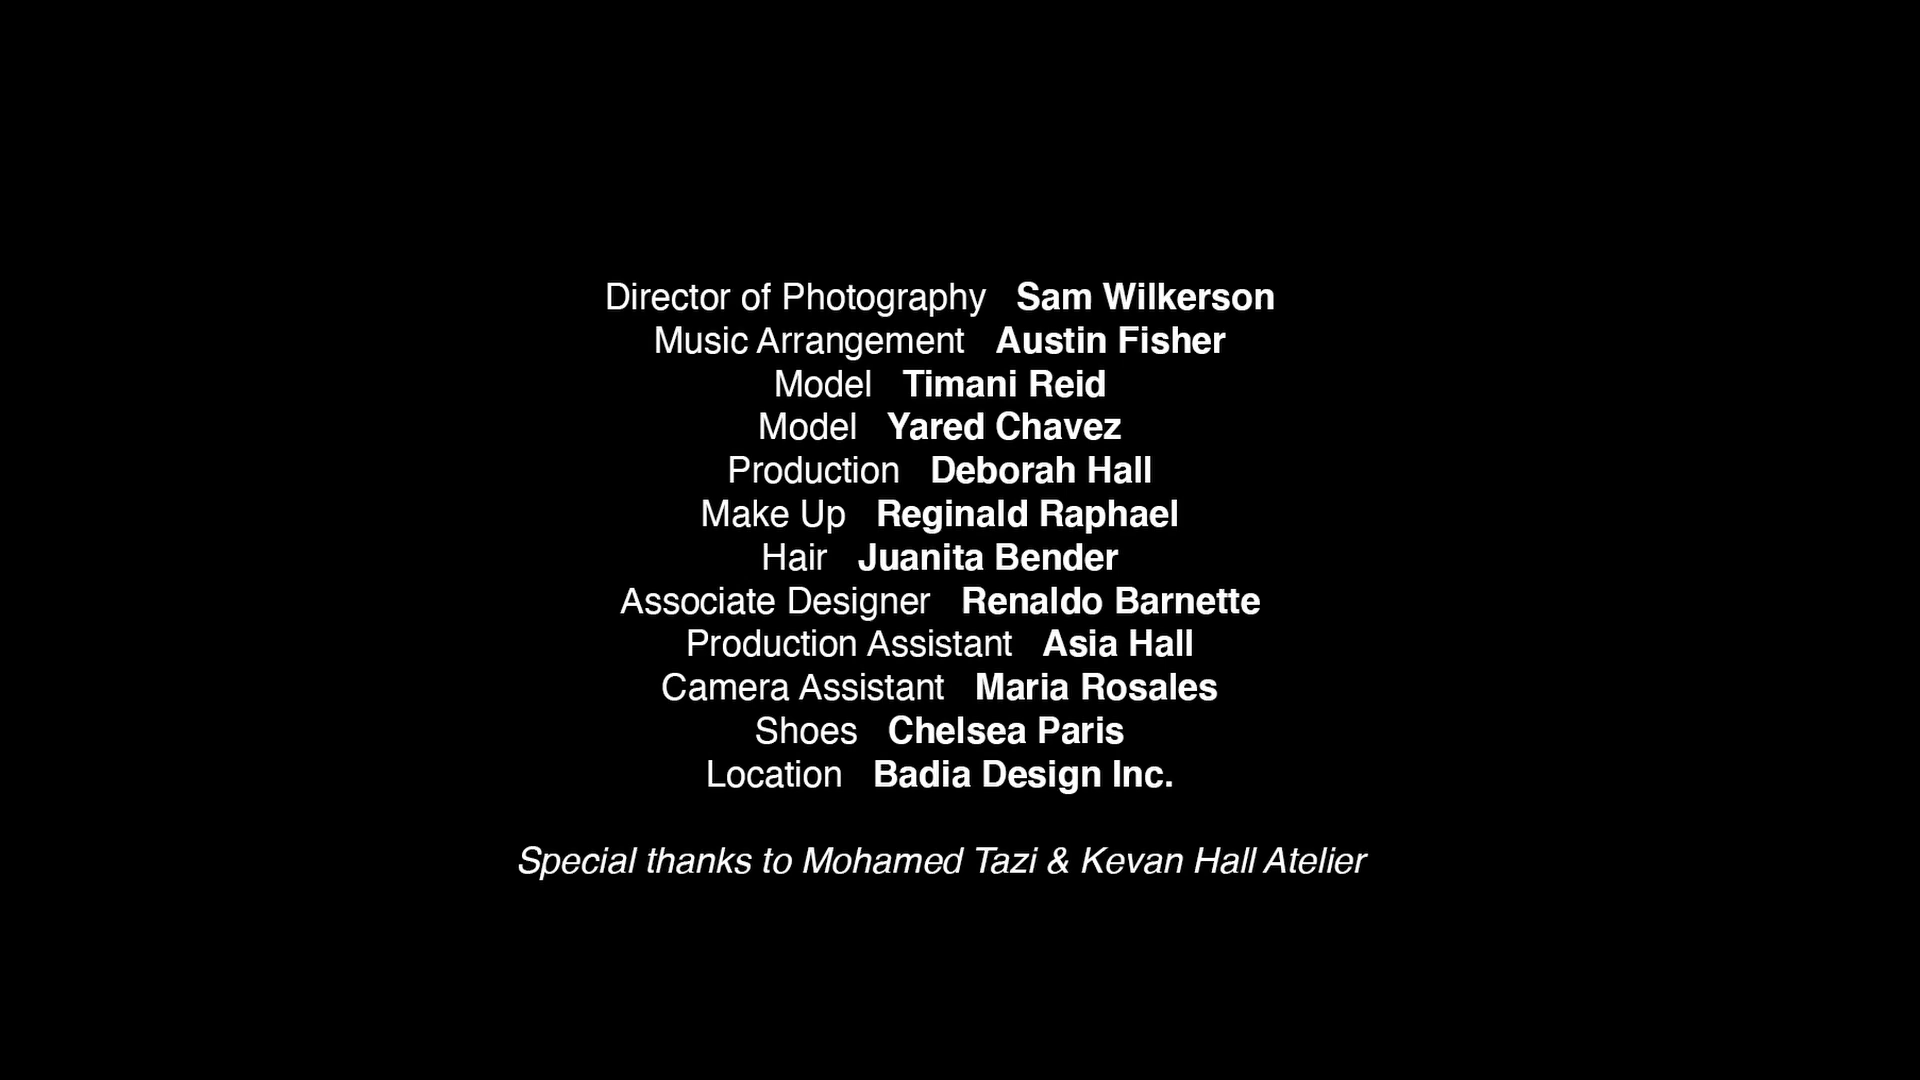 Director of Photography Sam Wilkerson
Music Arrangement Austin Fisher
Model Timani Reid
Model Yared Chavez
Production Deborah Hall
Make Up Reginald Raphael
Hair Juanita Bender
Associate Designer Renaldo Barnette
Production Assistant Asia Hall
Camera Assistant Maria Rosales
Shoes Chelsea Paris
Location Badia Design Inc.
Special thanks to Mohamed Tazi & Kevan Hall Atelier